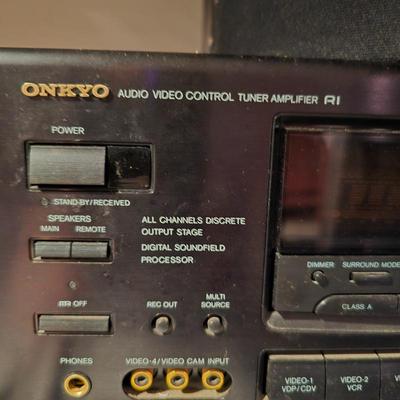 ONKYO AUDIO VIDEO CONTROL TUNER AMPLIFIER RI
POWER
STAND-BY/RECEIVED
SPEAKERS
MAIN REMOTE
ALL CHANNELS DISCRETE
OUTPUT STAGE
DIGITAL SOUNDFIELD
PROCESSOR
DIMMER SURROUND MODE
CLASS A
OFF
REC OUT
MULTI
SOURCE
PHONES
VIDEO-4/VIDEO CAM INPUT
VIDEO-1
VDP/CDV
VIDEO-2
VCR